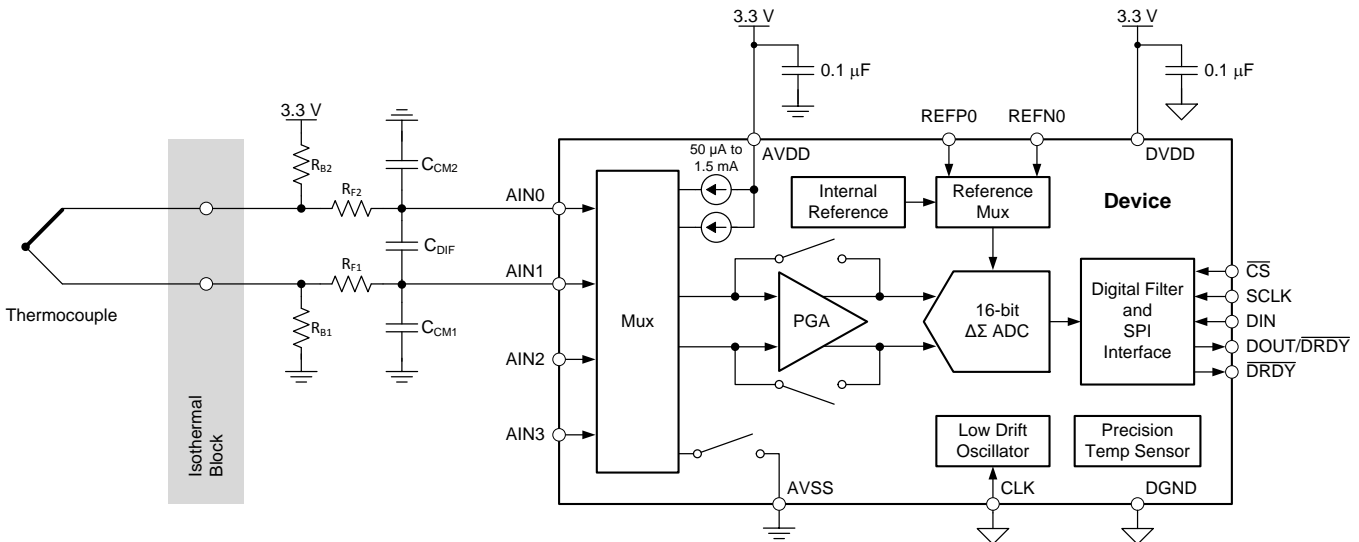 3.3 V
0.1 μF
3.3 V
0.1 μF
REFP0
REFN0
AVDD
DVDD
50 μA to
1.5 mA
Internal
Reference
Reference
Mux
Device
3.3 V
RB2
RF2
CCM2
CDIF
RF1
RB1
CCM1
Thermocouple
Isothermal
Block
AIN0
AIN1
AIN2
AIN3
Mux
PGA
16-bit
ΔΣ ADC
Digital Filter
and
SPI
Interface
C̅S̅
SCLK
DIN
DOUT/D̅R̅D̅Y̅
D̅R̅D̅Y̅
Low Drift
Oscillator
Precision
Temp Sensor
AVSS
CLK
DGND